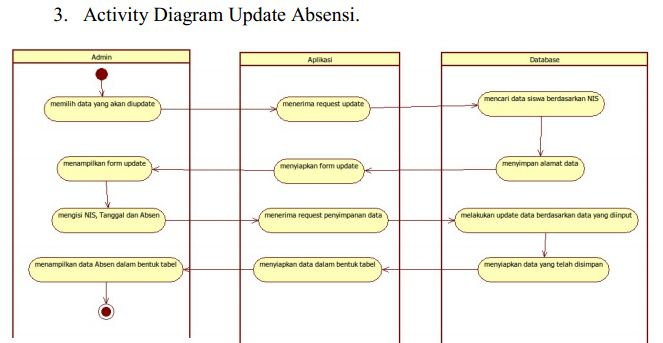 3. Activity Diagram Update Absensi.
Admin
Aplikasi
Database
memilih data yang akan diupdate
menerima request update
mencari data siswa berdasarkan NIS
menampilkan form update
menyiapkan form update
menyimpan alamat data
mengisi NIS, Tanggal dan Absen
menerima request penyimpanan data
melakukan update data berdasarkan data yang diinput
menampilkan data Absen dalam bentuk tabel
menyiapkan data dalam bentuk tabel
menyiapkan data yang telah disimpan